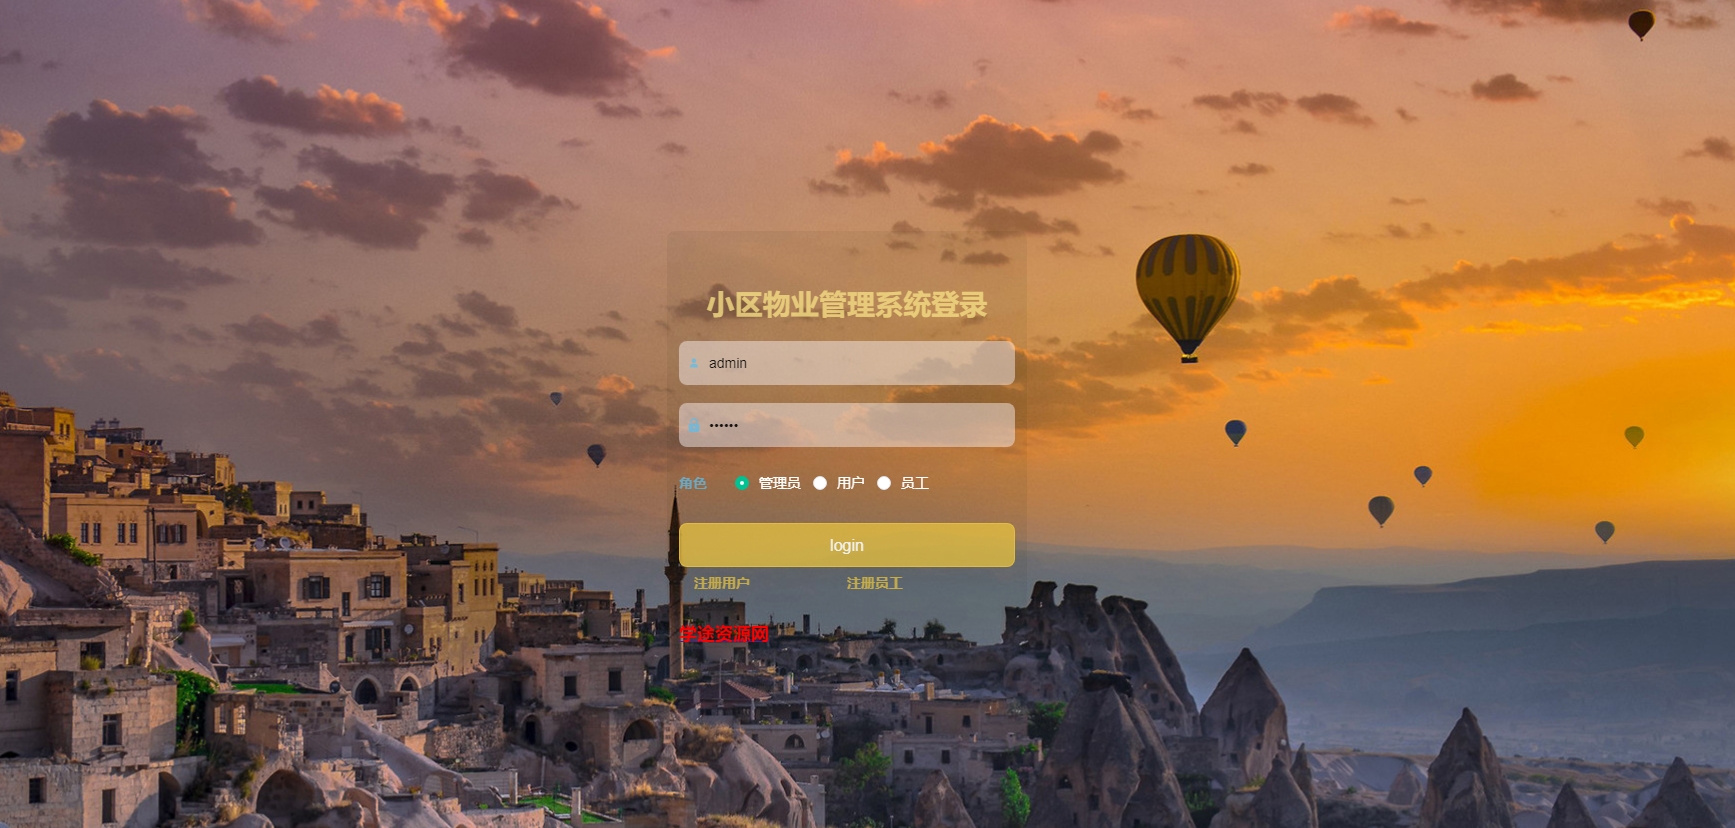 小区物业管理系统登录
admin
••••••
角色 管理员 用户 员工
login
注册用户 注册员工
学途资源网